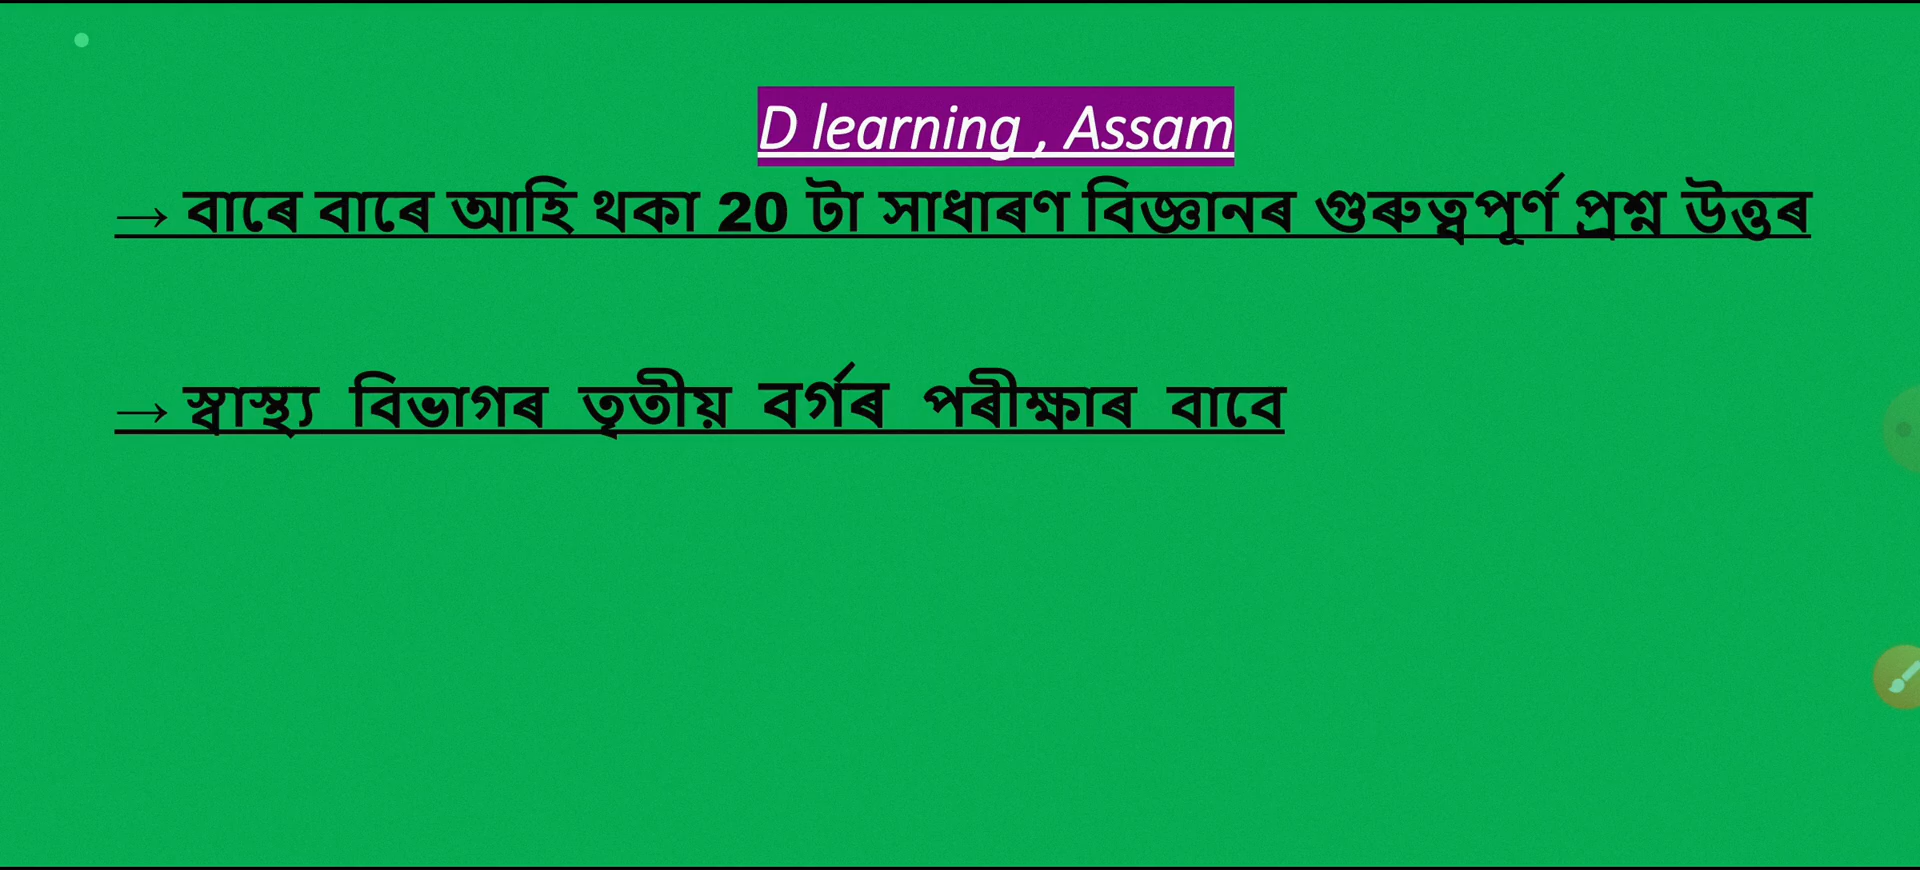 D learning , Assam
→ বাৰে বাৰে আহি থকা 20 টা সাধাৰণ বিজ্ঞানৰ গুৰুত্বপূৰ্ণ প্ৰশ্ন উত্তৰ
→ স্বাস্থ্য বিভাগৰ তৃতীয় বৰ্গৰ পৰীক্ষাৰ বাবে